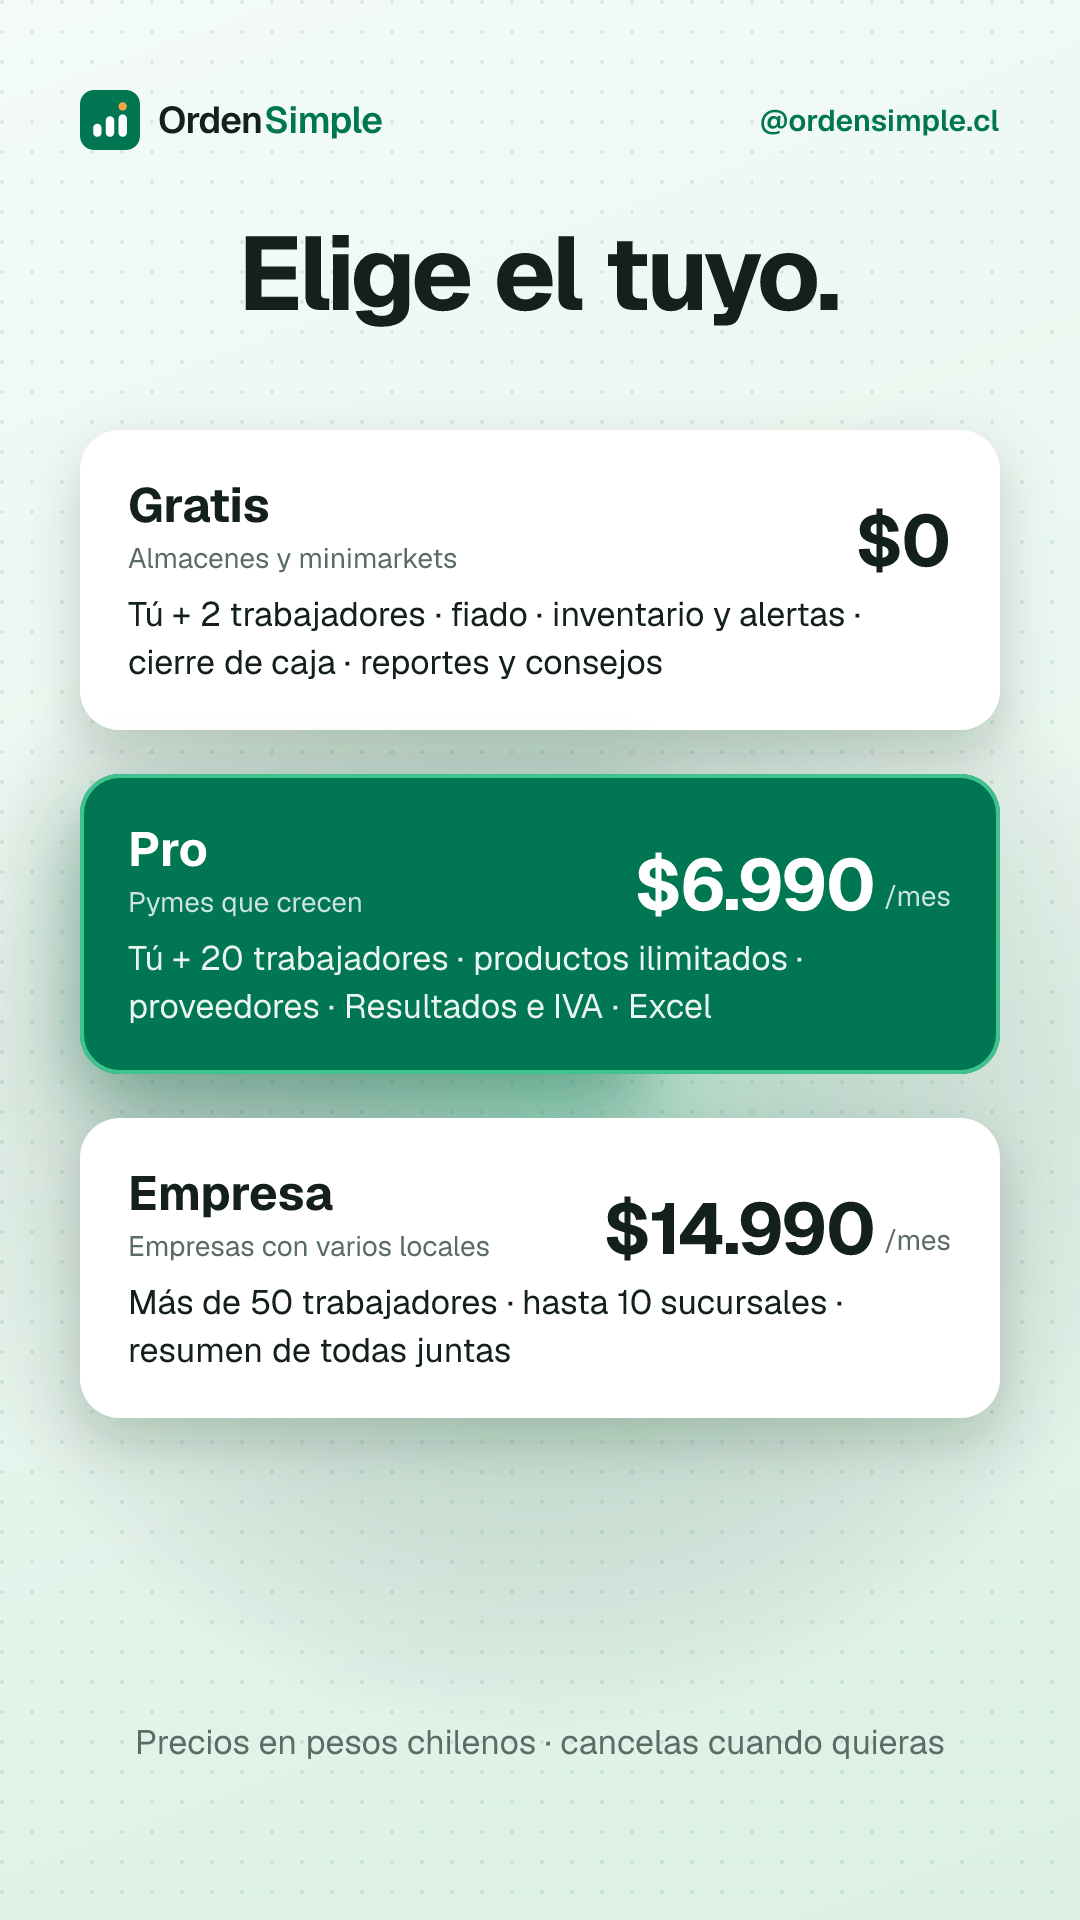 OrdenSimple
@ordensimple.cl
Elige el tuyo.
Gratis
Almacenes y minimarkets
$0
Tú + 2 trabajadores · fiado · inventario y alertas ·
cierre de caja · reportes y consejos
Pro
Pymes que crecen
$6.990 /mes
Tú + 20 trabajadores · productos ilimitados ·
proveedores · Resultados e IVA · Excel
Empresa
Empresas con varios locales
$14.990 /mes
Más de 50 trabajadores · hasta 10 sucursales ·
resumen de todas juntas
Precios en pesos chilenos · cancelas cuando quieras